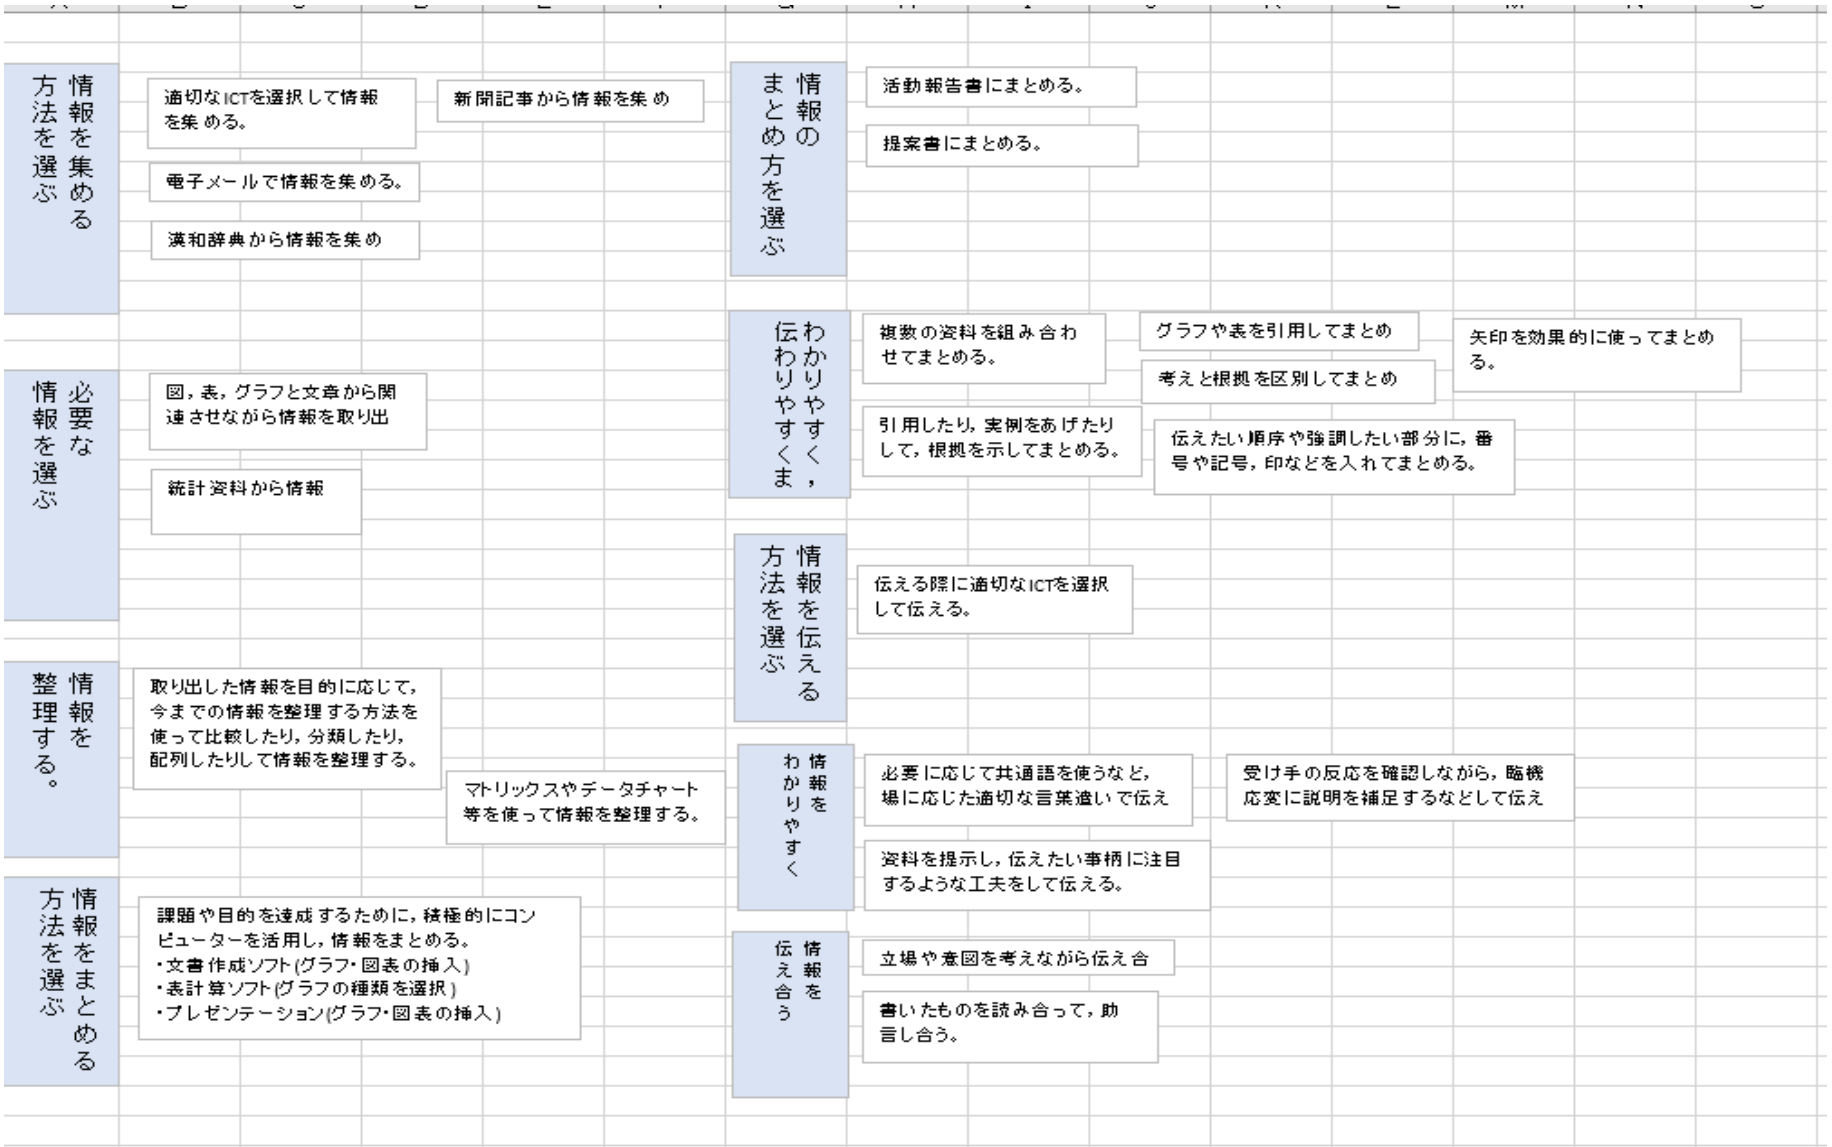 情報を集める
方法を選ぶ
適切なICTを選択して情報
を集める。
新聞記事から情報を集め
電子メールで情報を集める。
漢和辞典から情報を集め
必要な
情報を選ぶ
図，表，グラフと文章から関
連させながら情報を取り出
統計資料から情報
情報を
整理する。
取り出した情報を目的に応じて，
今までの情報を整理する方法を
使って比較したり，分類したり，
配列したりして情報を整理する。
マトリックスやデータチャート
等を使って情報を整理する。
情報をまとめる
方法を選ぶ
課題や目的を達成するために，積極的にコン
ピューターを活用し，情報をまとめる。
・文書作成ソフト(グラフ・図表の挿入)
・表計算ソフト(グラフの種類を選択)
・プレゼンテーション(グラフ・図表の挿入)
情報の
まとめ方を選ぶ
活動報告書にまとめる。
提案書にまとめる。
わかりやすく，
伝わりやすくま
複数の資料を組み合わ
せてまとめる。
グラフや表を引用してまとめ
矢印を効果的に使ってまとめ
る。
考えと根拠を区別してまとめ
引用したり，実例をあげたり
して，根拠を示してまとめる。
伝えたい順序や強調したい部分に，番
号や記号，印などを入れてまとめる。
情報を伝える
方法を選ぶ
伝える際に適切なICTを選択
して伝える。
情報を
わかりやすく
必要に応じて共通語を使うなど，
場に応じた適切な言葉遣いで伝え
受け手の反応を確認しながら，臨機
応変に説明を補足するなどして伝え
資料を提示し，伝えたい事柄に注目
するような工夫をして伝える。
情報を
伝え合う
立場や意図を考えながら伝え合
書いたものを読み合って，助
言し合う。